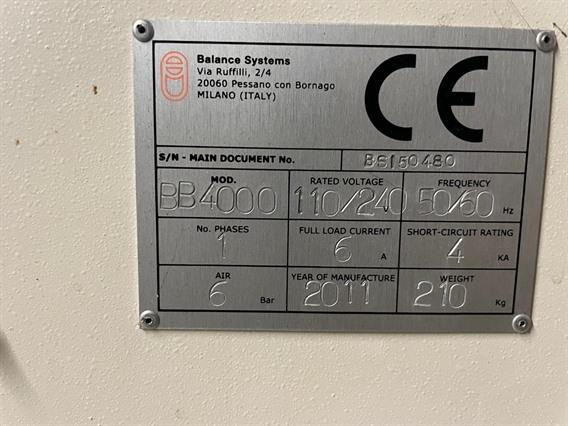 Balance Systems
Via Ruffilli, 2/4
20060 Pessano con Bornago
MILANO (ITALY)
CE
S/N - MAIN DOCUMENT No. BS150480
MOD. RATED VOLTAGE FREQUENCY
BB4000 110/240 50/60 Hz
No. PHASES FULL LOAD CURRENT SHORT-CIRCUIT RATING
1 6 A 4 KA
AIR YEAR OF MANUFACTURE WEIGHT
6 Bar 2011 210 Kg